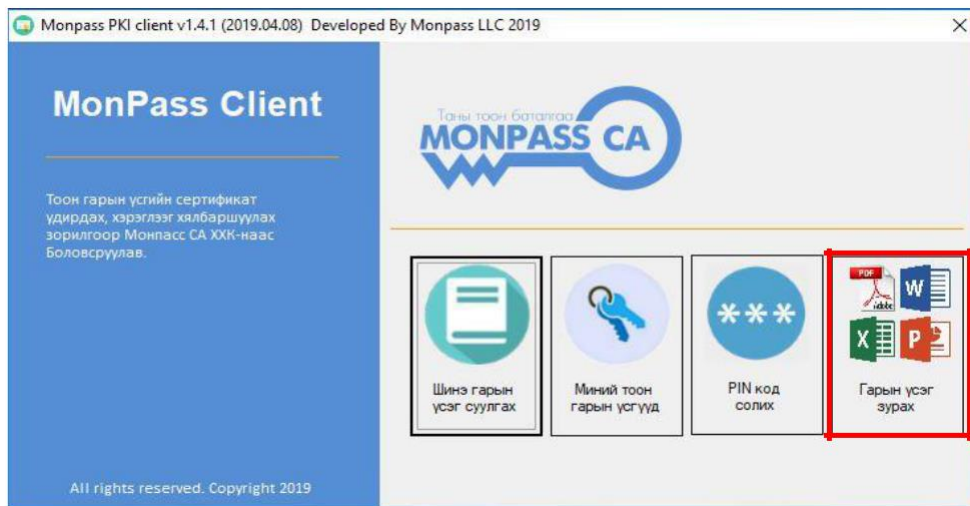 Monpass PKI client v1.4.1 (2019.04.08) Developed By Monpass LLC 2019
MonPass Client
Тоон гарын үсгийн сертификат
удирдах, хэрэглээг хялбаршуулах
зорилгоор Монпасс СА ХХК-наас
Боловсруулав.
All rights reserved. Copyright 2019
Таны тоон баталгаа
MONPASS CA
Шинэ гарын
үсэг суулгах
Миний тоон
гарын үсгүүд
***
PIN код
солих
PDF
Adobe
W
X
P
Гарын үсэг
зурах